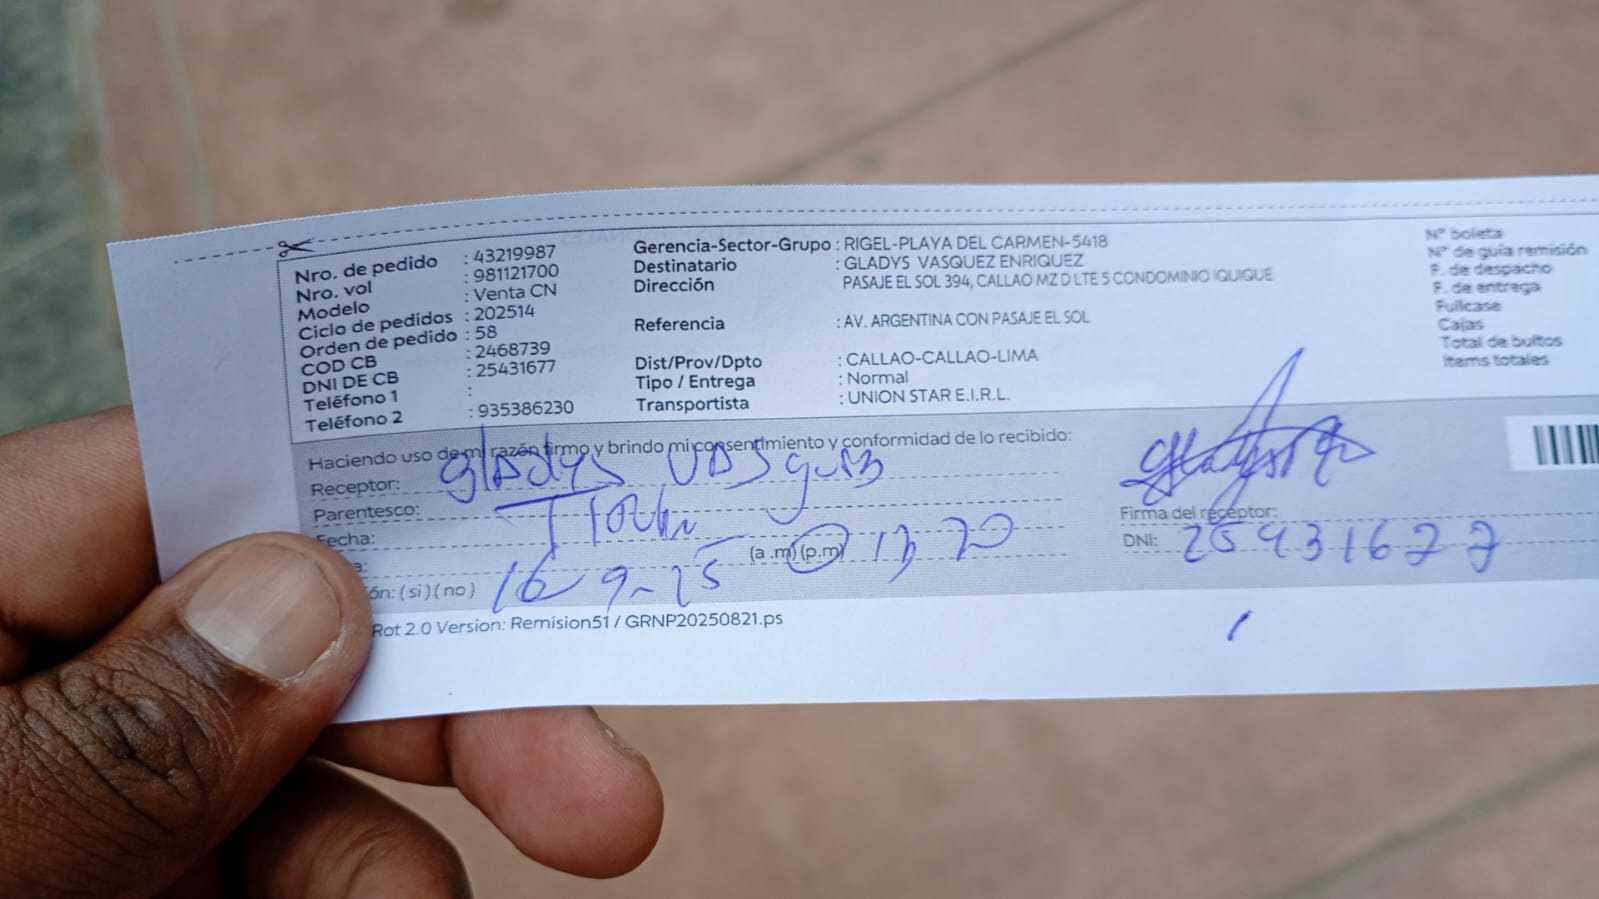 Nro. de pedido : 43219987
Nro. vol : 981121700
Modelo : Venta CN
Ciclo de pedidos : 202514
Orden de pedido : 58
COD CB : 2468739
DNI DE CB : 25431677
Teléfono 1 :
Teléfono 2 : 935386230
Gerencia-Sector-Grupo : RIGEL-PLAYA DEL CARMEN-5418
Destinatario : GLADYS VASQUEZ ENRIQUEZ
Dirección PASAJE EL SOL 394, CALLAO MZ D LTE 5 CONDOMINIO IQUIQUE
Referencia : AV. ARGENTINA CON PASAJE EL SOL
Dist/Prov/Dpto : CALLAO-CALLAO-LIMA
Tipo / Entrega : Normal
Transportista : UNION STAR E.I.R.L.
N° boleta
N° de guia remisión
F. de despacho
F. de entrega
Fullcase
Cajas
Total de bultos
Items totales
Haciendo uso de mi razón firmo y brindo mi consentimiento y conformidad de lo recibido:
Receptor: Gladys Vasquez
Parentesco: Titular
Fecha:
(a .m) (p.m) 13 20
ón: ( si ) ( no ) 16 9-25
Firma del receptor:
DNI: 25431677
Rot 2.0 Version: Remision51 / GRNP20250821.ps